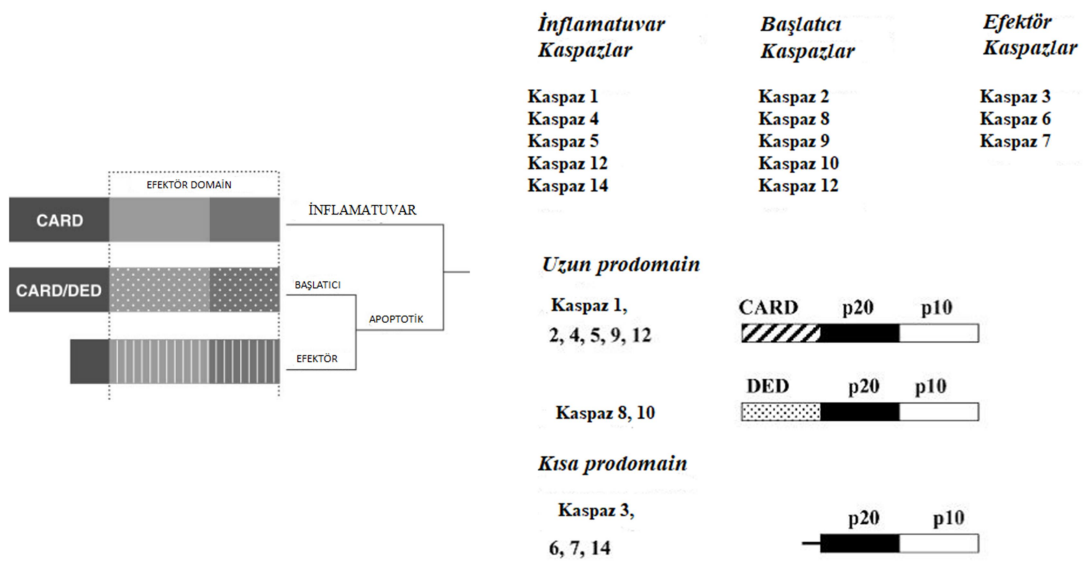 EFEKTÖR DOMAİN
CARD
İNFLAMATUVAR
CARD/DED
BAŞLATICI
APOPTOTİK
EFEKTÖR
İnflamatuvar
Kaspazlar
Kaspaz 1
Kaspaz 4
Kaspaz 5
Kaspaz 12
Kaspaz 14
Başlatıcı
Kaspazlar
Kaspaz 2
Kaspaz 8
Kaspaz 9
Kaspaz 10
Kaspaz 12
Efektör
Kaspazlar
Kaspaz 3
Kaspaz 6
Kaspaz 7
Uzun prodomain
Kaspaz 1,
2, 4, 5, 9, 12
CARD p20 p10
Kaspaz 8, 10
DED p20 p10
Kısa prodomain
Kaspaz 3,
6, 7, 14
p20 p10